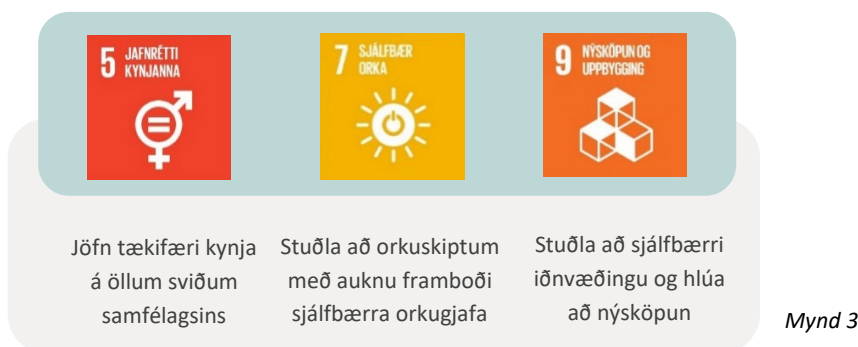 5 JAFNRÉTTI
KYNJANNA
7 SJÁLFBÆR
ORKA
9 NÝSKÖPUN OG
UPPBYGGING
Jöfn tækifæri kynja
á öllum sviðum
samfélagsins
Stuðla að orkuskiptum
með auknu framboði
sjálfbærra orkugjafa
Stuðla að sjálfbærri
iðnvæðingu og hlúa
að nýsköpun
Mynd 3